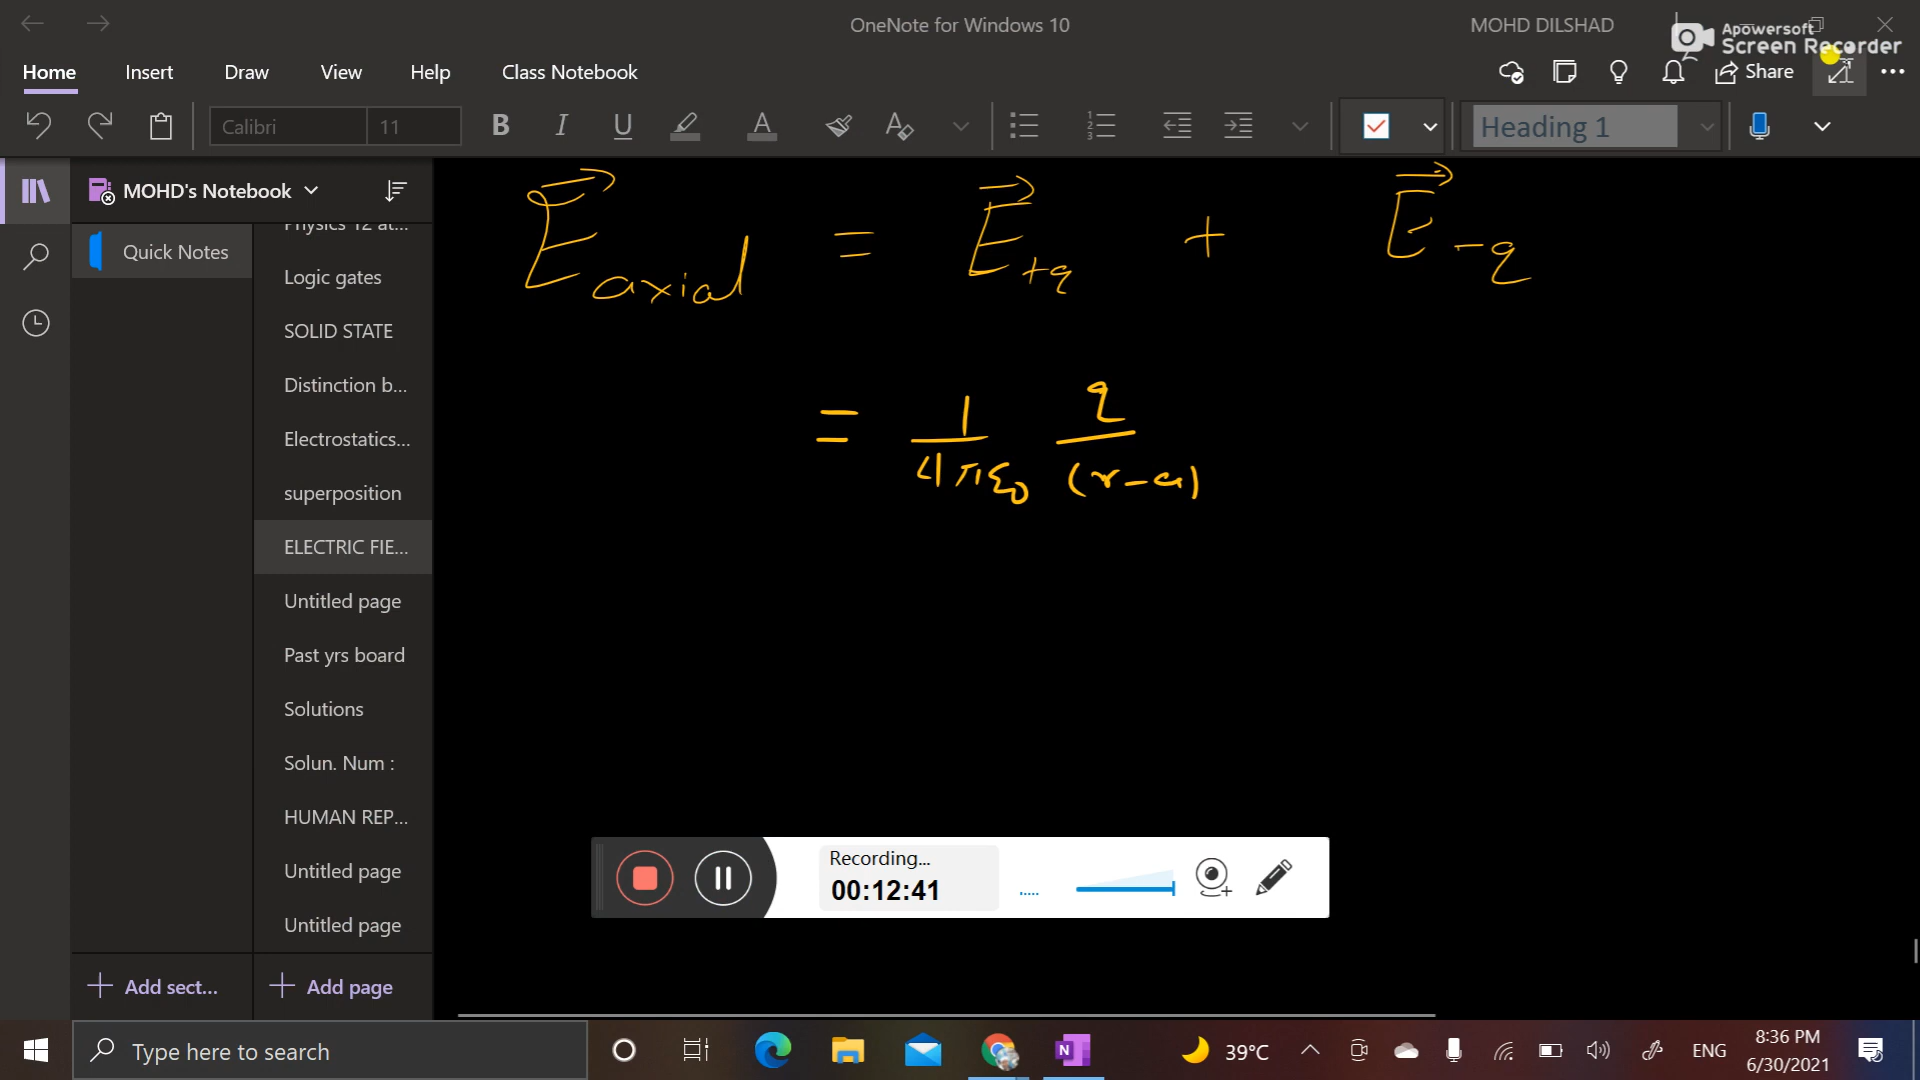 OneNote for Windows 10
MOHD DILSHAD
Apowersoft
Screen Recorder
Home Insert Draw View Help Class Notebook
Share
Calibri 11
B I U A
Heading 1
MOHD's Notebook
Quick Notes
Physics 12 at...
Logic gates
SOLID STATE
Distinction b...
Electrostatics...
superposition
ELECTRIC FIE...
Untitled page
Past yrs board
Solutions
Solun. Num :
HUMAN REP...
Untitled page
Untitled page
Add sect...
Add page
E axial = E +q + E -q
= 1/4πε0 q/(r-a)
Recording...
00:12:41
Type here to search
39°C
ENG
8:36 PM
6/30/2021